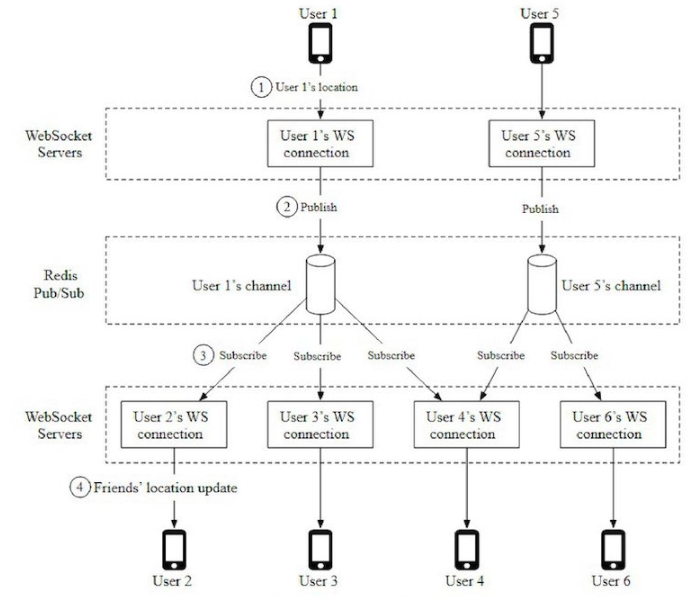 User 1
User 5
1
User 1's location
WebSocket
Servers
User 1's WS
connection
User 5's WS
connection
2
Publish
Publish
Redis
Pub/Sub
User 1's channel
User 5's channel
3
Subscribe
Subscribe
Subscribe
Subscribe
Subscribe
WebSocket
Servers
User 2's WS
connection
User 3's WS
connection
User 4's WS
connection
User 6's WS
connection
4
Friends' location update
User 2
User 3
User 4
User 6